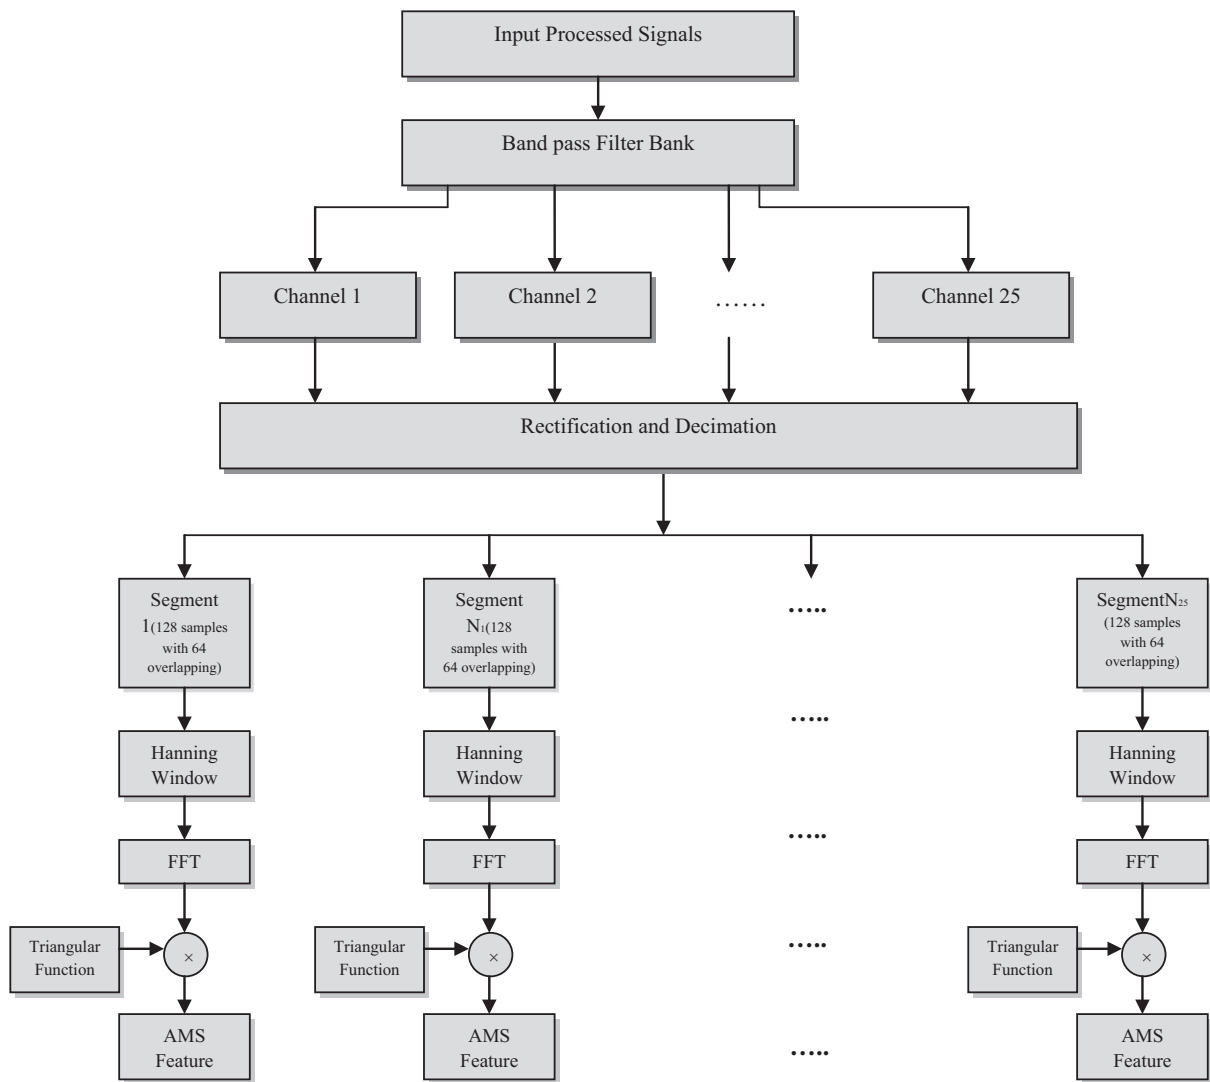 Input Processed Signals
Band pass Filter Bank
Channel 1
Channel 2
......
Channel 25
Rectification and Decimation
Segment
1(128 samples
with 64
overlapping)
Segment
N1(128
samples with
64 overlapping)
.....
SegmentN25
(128 samples
with 64
overlapping)
.....
Hanning
Window
Hanning
Window
Hanning
Window
.....
FFT
FFT
FFT
Triangular
Function
×
Triangular
Function
×
.....
Triangular
Function
×
AMS
Feature
AMS
Feature
.....
AMS
Feature